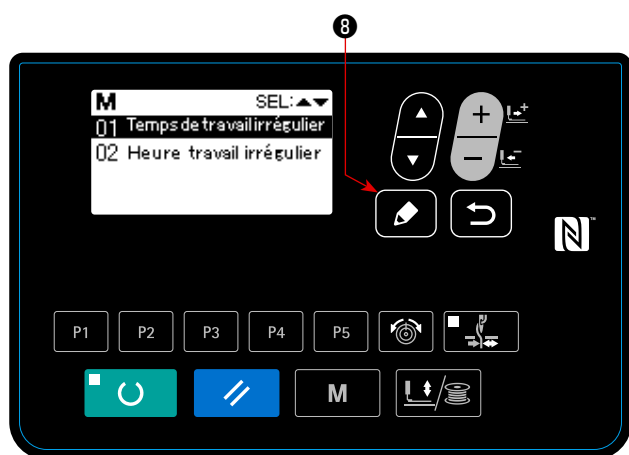 8
M SEL:▲▼
01 Temps de travail irrégulier
02 Heure travail irrégulier
P1 P2 P3 P4 P5
M